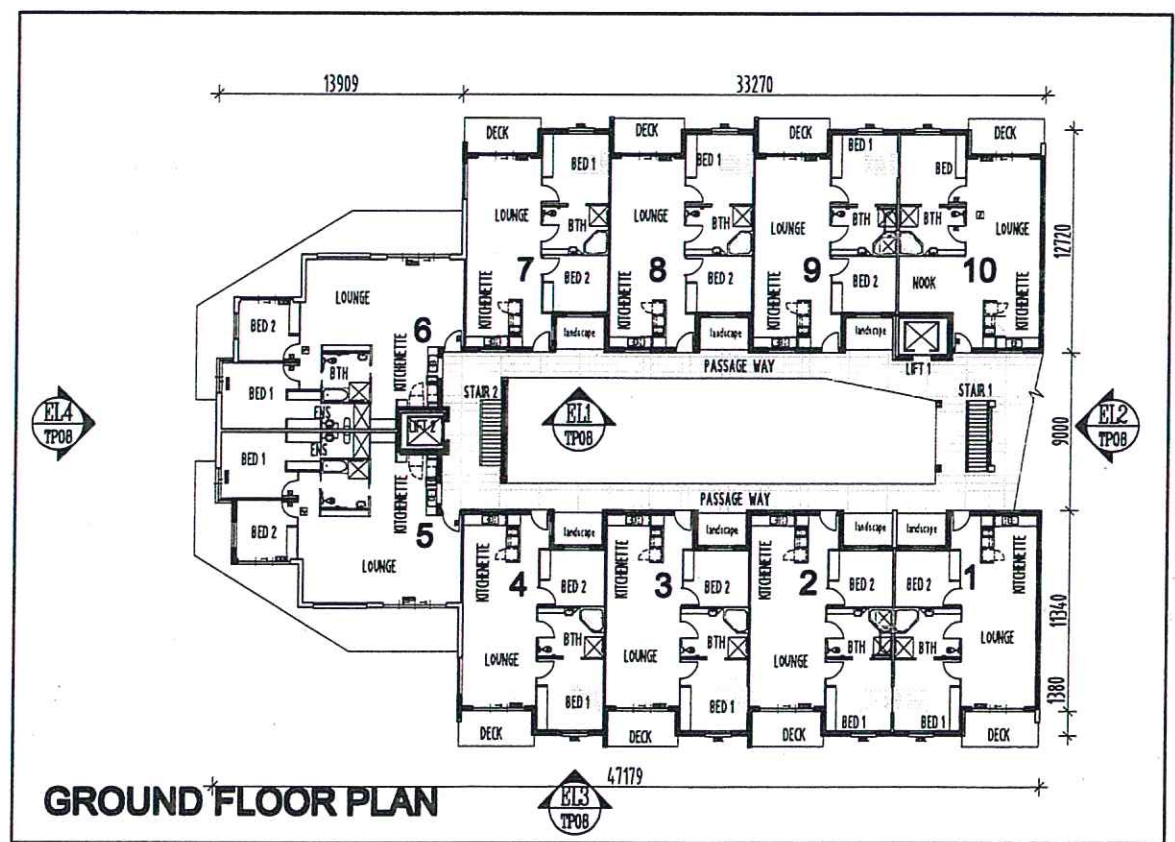 13909
33270
DECK
DECK
DECK
DECK
BED 1
BED 1
BED 1
BED
12720
LOUNGE
LOUNGE
LOUNGE
LOUNGE
BTH
BTH
BTH
BTH
7
8
9
10
KITCHENETTE
KITCHENETTE
KITCHENETTE
KITCHENETTE
BED 2
BED 2
BED 2
NOOK
landscape
landscape
landscape
LIFT 1
LOUNGE
BED 2
6
KITCHENETTE
BTH
BED 1
ENS
PASSAGE WAY
STAIR 2
STAIR 1
EL4
TP08
EL1
TP08
EL2
TP08
9000
LIFT 2
ENS
BED 1
KITCHENETTE
5
BED 2
LOUNGE
PASSAGE WAY
landscape
landscape
landscape
landscape
KITCHENETTE
KITCHENETTE
KITCHENETTE
KITCHENETTE
4
3
2
1
BED 2
BED 2
BED 2
BED 2
11340
BTH
BTH
BTH
BTH
LOUNGE
LOUNGE
LOUNGE
LOUNGE
BED 1
BED 1
BED 1
BED 1
1380
DECK
DECK
DECK
DECK
47179
GROUND FLOOR PLAN
EL3
TP08